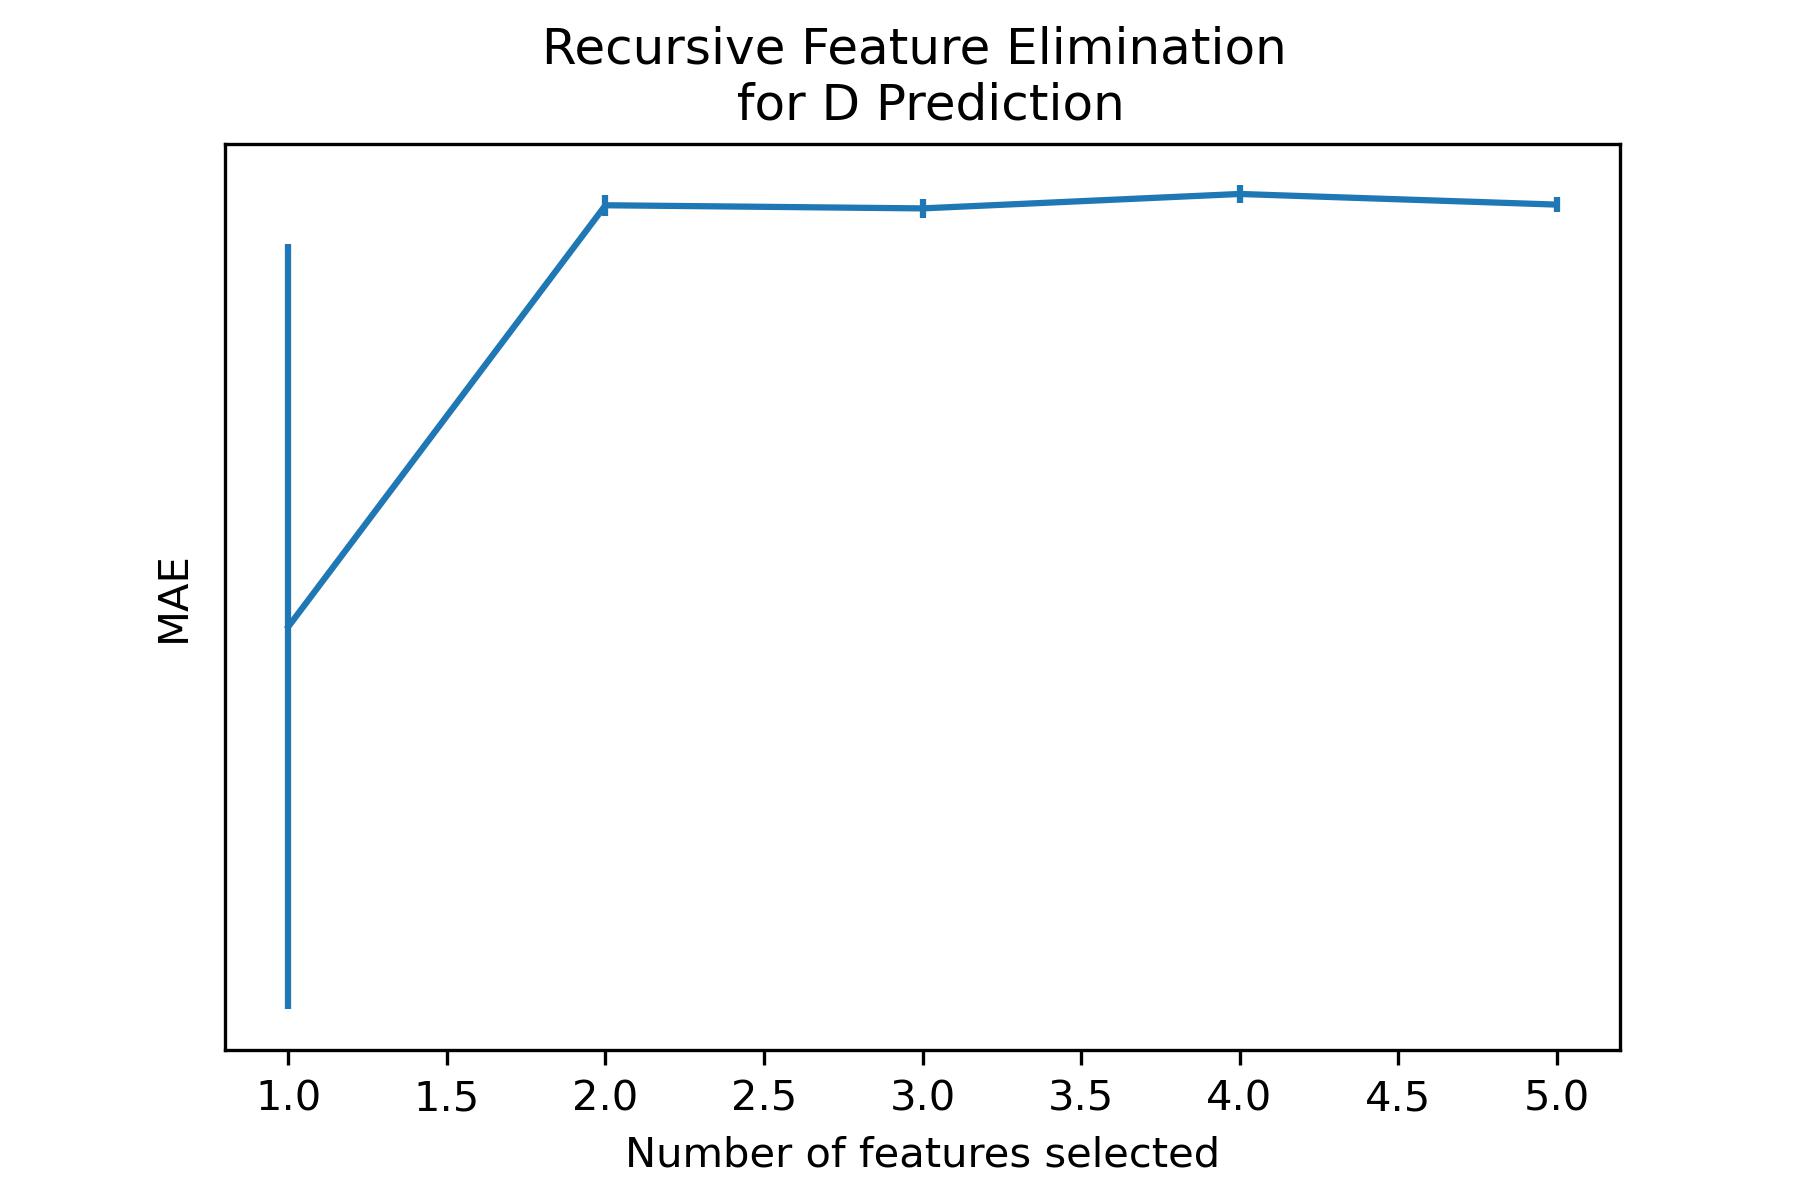 Recursive Feature Elimination
for D Prediction
MAE
1.0 1.5 2.0 2.5 3.0 3.5 4.0 4.5 5.0
Number of features selected